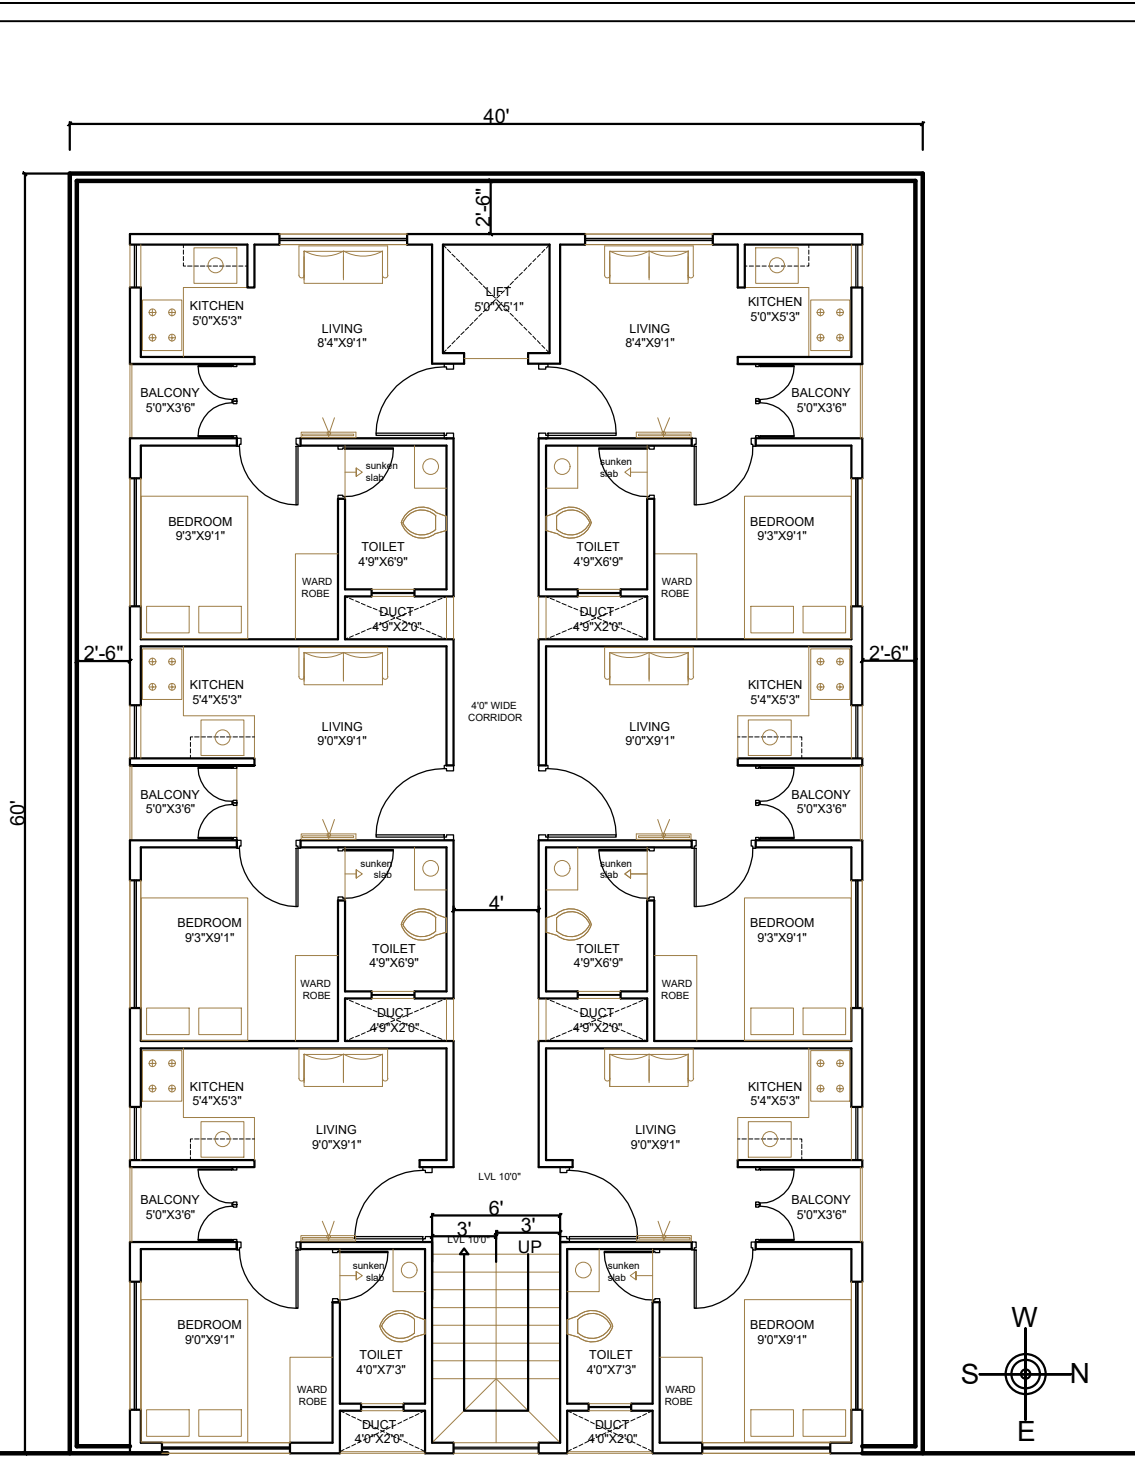 40'
2'-6"
LIFT
5'0"X5'1"
KITCHEN
5'0"X5'3"
LIVING
8'4"X9'1"
LIVING
8'4"X9'1"
KITCHEN
5'0"X5'3"
BALCONY
5'0"X3'6"
BALCONY
5'0"X3'6"
sunken
slab
sunken
slab
BEDROOM
9'3"X9'1"
TOILET
4'9"X6'9"
TOILET
4'9"X6'9"
BEDROOM
9'3"X9'1"
WARD
ROBE
WARD
ROBE
DUCT
4'9"X2'0"
DUCT
4'9"X2'0"
2'-6"
2'-6"
KITCHEN
5'4"X5'3"
LIVING
9'0"X9'1"
4'0" WIDE
CORRIDOR
LIVING
9'0"X9'1"
KITCHEN
5'4"X5'3"
60'
BALCONY
5'0"X3'6"
BALCONY
5'0"X3'6"
sunken
slab
sunken
slab
4'
BEDROOM
9'3"X9'1"
TOILET
4'9"X6'9"
TOILET
4'9"X6'9"
BEDROOM
9'3"X9'1"
WARD
ROBE
WARD
ROBE
DUCT
4'9"X2'0"
DUCT
4'9"X2'0"
KITCHEN
5'4"X5'3"
LIVING
9'0"X9'1"
LIVING
9'0"X9'1"
KITCHEN
5'4"X5'3"
LVL 10'0"
BALCONY
5'0"X3'6"
BALCONY
5'0"X3'6"
6'
3'
3'
LVL 10'0"
UP
sunken
slab
sunken
slab
BEDROOM
9'0"X9'1"
TOILET
4'0"X7'3"
TOILET
4'0"X7'3"
BEDROOM
9'0"X9'1"
WARD
ROBE
WARD
ROBE
DUCT
4'0"X2'0"
DUCT
4'0"X2'0"
W
S
N
E